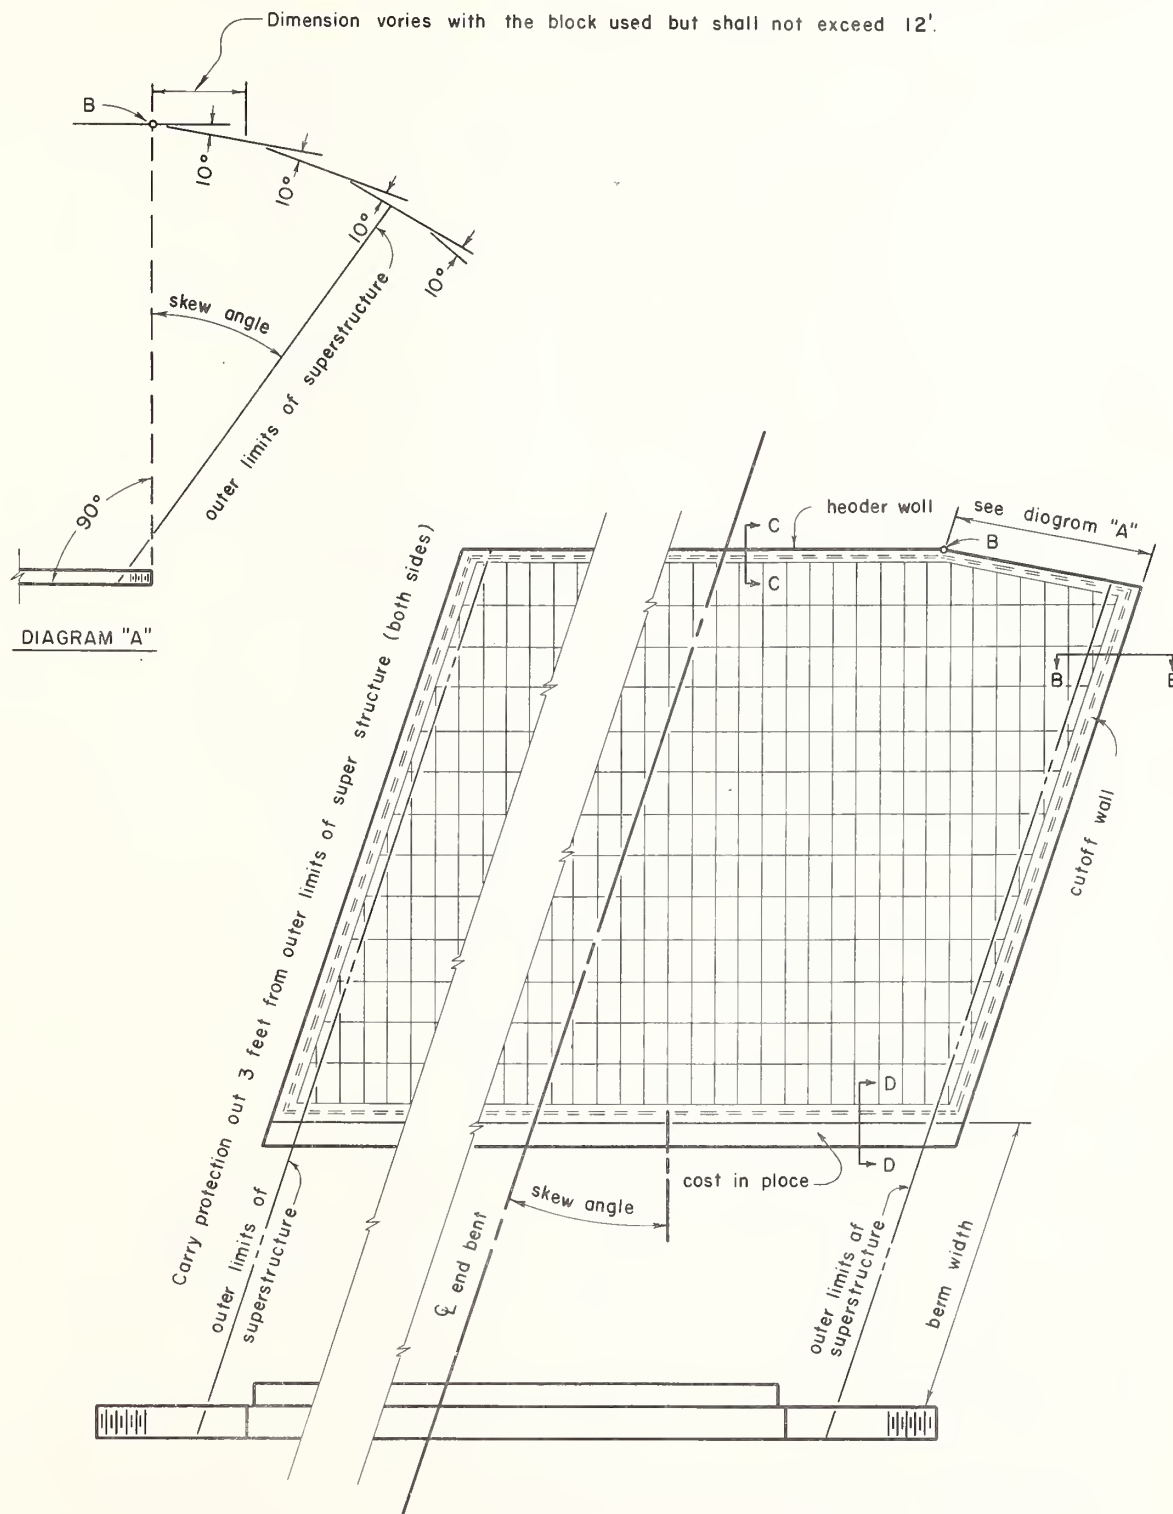 Dimension vories with the block used but shall not exceed 12'.
B
10°
10°
10°
10°
skew angle
outer limits of superstructure
90°
DIAGRAM "A"
Carry protection out 3 feet from outer limits of super structure (both sides)
C
C
heoder woll
B
see diogrom "A"
B
B
cutoff wall
D
D
cost in ploce
skew angle
℄ end bent
outer limits of
superstructure
outer limits af
superstructure
berm width